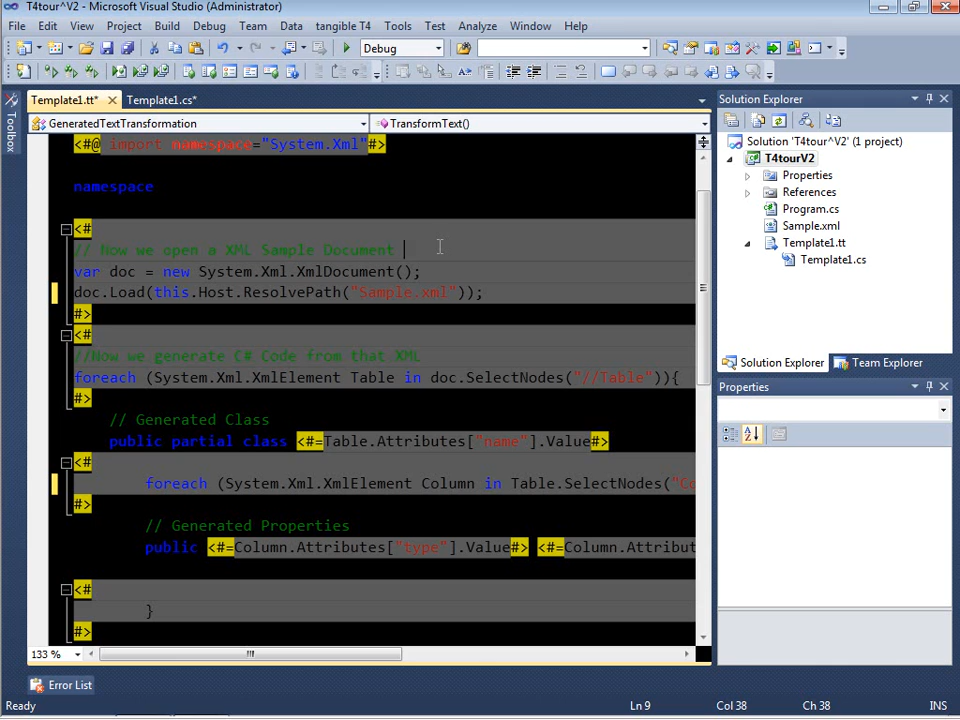 T4tour^V2 - Microsoft Visual Studio (Administrator)
File Edit View Project Build Debug Team Data tangible T4 Tools Test Analyze Window Help
Debug
Toolbox
Template1.tt* Template1.cs*
GeneratedTextTransformation TransformText()
<#@ import namespace="System.Xml"#>
namespace
<#
// Now we open a XML Sample Document
var doc = new System.Xml.XmlDocument();
doc.Load(this.Host.ResolvePath("Sample.xml"));
#>
<#
//Now we generate C# Code from that XML
foreach (System.Xml.XmlElement Table in doc.SelectNodes("//Table")){
#>
// Generated Class
public partial class <#=Table.Attributes["name"].Value#>
<#
foreach (System.Xml.XmlElement Column in Table.SelectNodes("Co
#>
// Generated Properties
public <#=Column.Attributes["type"].Value#> <#=Column.Attribut
<#
}
#>
133 %
Error List
Solution Explorer
Solution 'T4tour^V2' (1 project)
T4tourV2
Properties
References
Program.cs
Sample.xml
Template1.tt
Template1.cs
Solution Explorer Team Explorer
Properties
Ready Ln 9 Col 38 Ch 38 INS